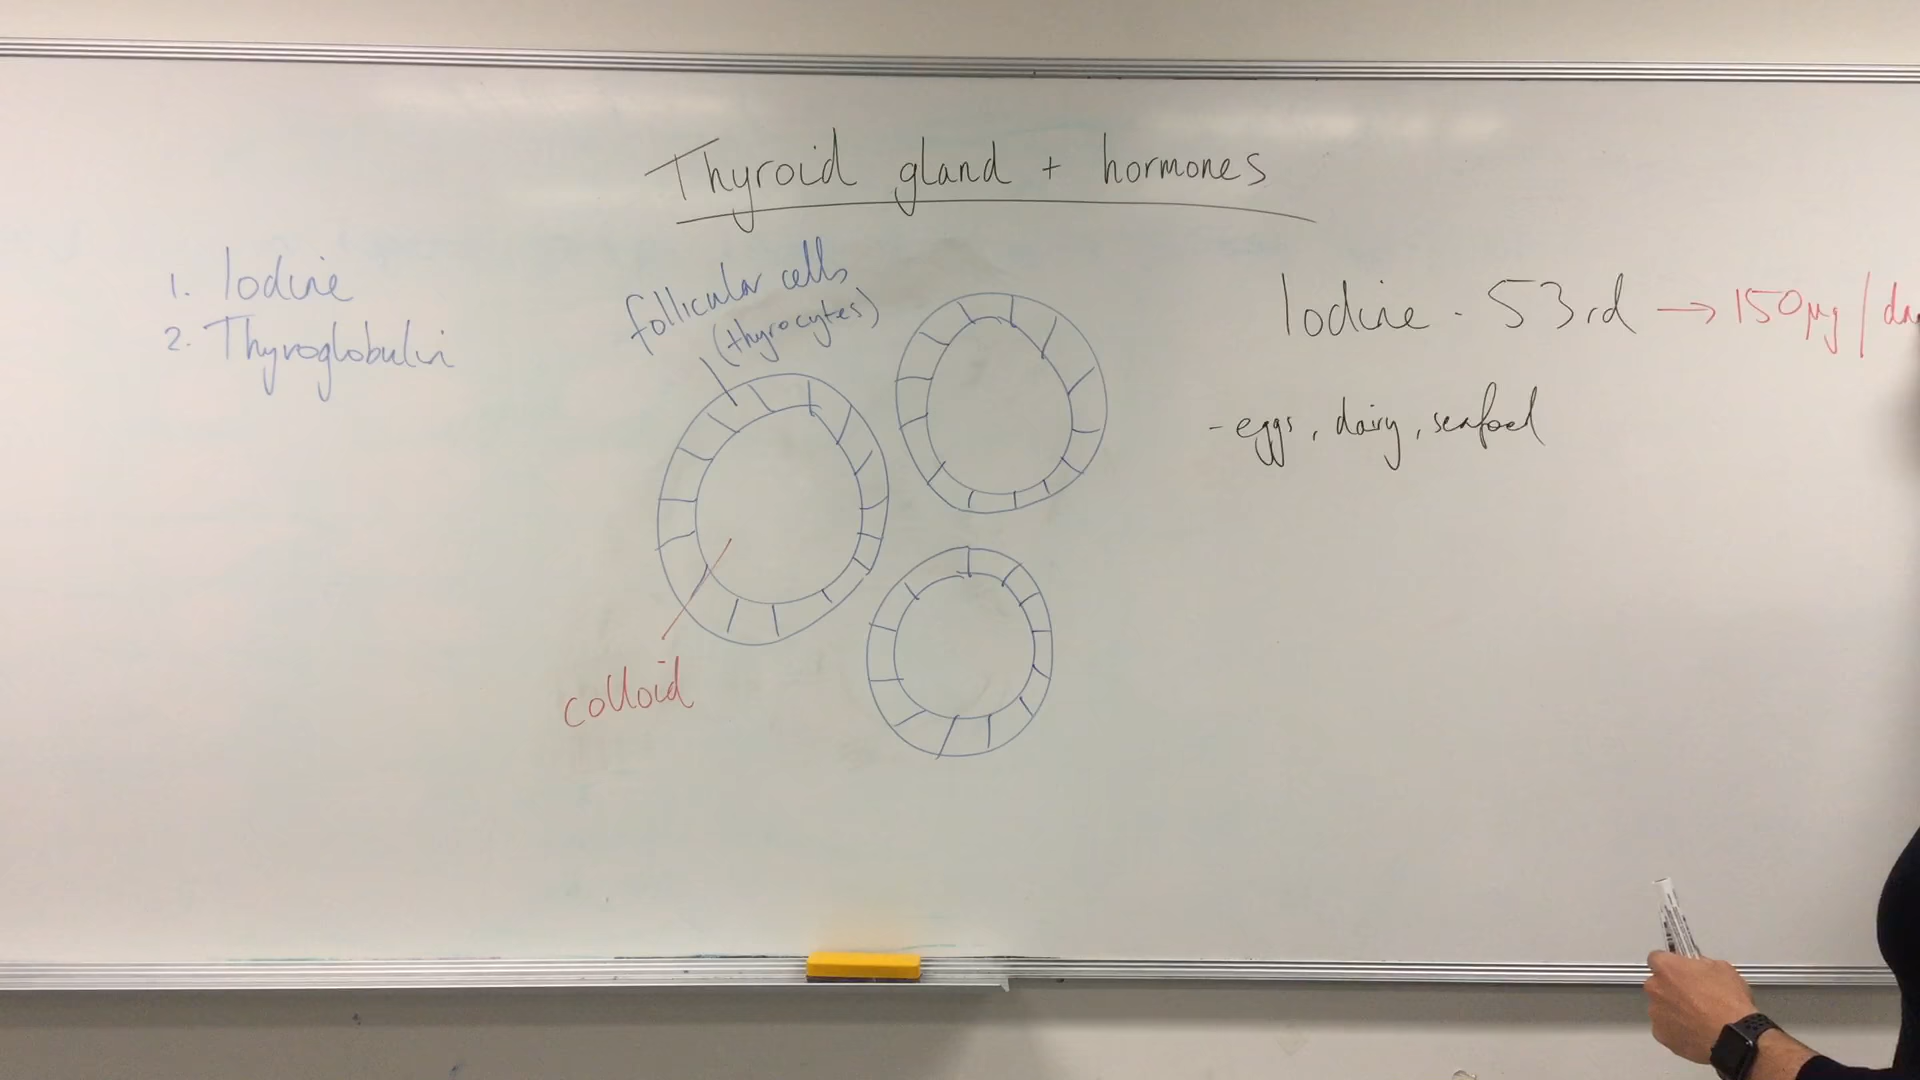 Thyroid gland + hormones
1. Iodine
2. Thyroglobulin
follicular cells
(thyrocytes)
colloid
Iodine - 53rd → 150µg/
- eggs, dairy, seafood